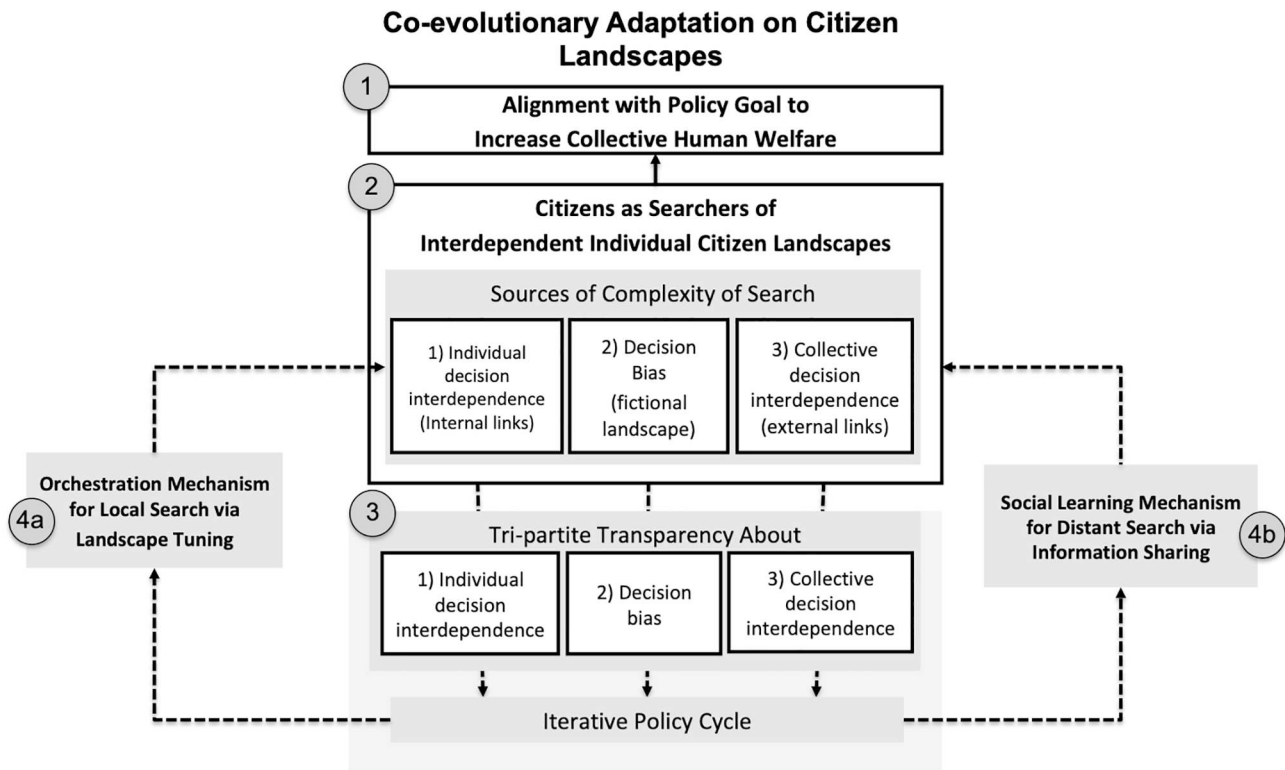 Co-evolutionary Adaptation on Citizen
Landscapes
1
Alignment with Policy Goal to
Increase Collective Human Welfare
2
Citizens as Searchers of
Interdependent Individual Citizen Landscapes
Sources of Complexity of Search
1) Individual
decision
interdependence
(Internal links)
2) Decision
Bias
(fictional
landscape)
3) Collective
decision
interdependence
(external links)
4a
Orchestration Mechanism
for Local Search via
Landscape Tuning
3
Tri-partite Transparency About
1) Individual
decision
interdependence
2) Decision
bias
3) Collective
decision
interdependence
Iterative Policy Cycle
Social Learning Mechanism
for Distant Search via
Information Sharing
4b